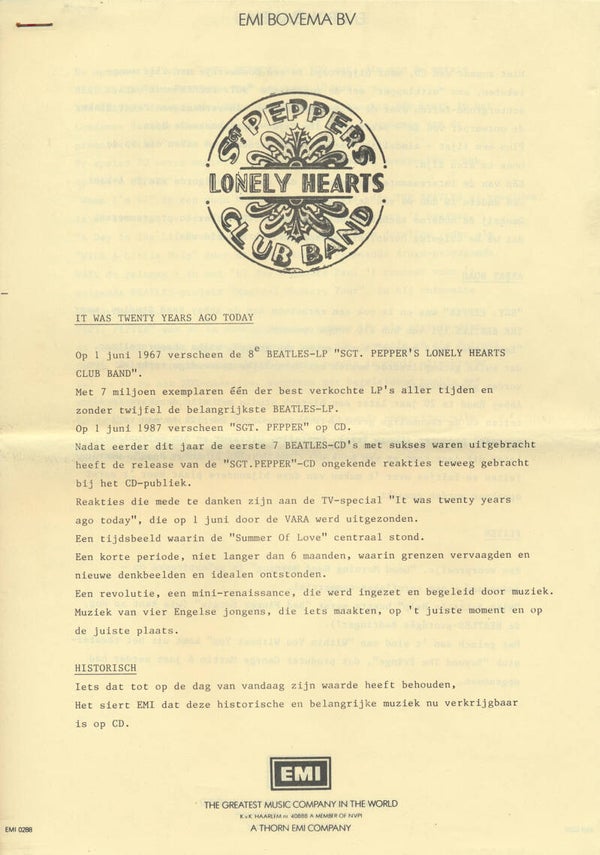 EMI BOVEMA BV
SGT. PEPPERS
LONELY HEARTS
CLUB BAND
IT WAS TWENTY YEARS AGO TODAY
Op 1 juni 1967 verscheen de 8e BEATLES-LP "SGT. PEPPER'S LONELY HEARTS
CLUB BAND".
Met 7 miljoen exemplaren één der best verkochte LP's aller tijden en
zonder twijfel de belangrijkste BEATLES-LP.
Op 1 juni 1987 verscheen "SGT. PEPPER" op CD.
Nadat eerder dit jaar de eerste 7 BEATLES-CD's met sukses waren uitgebracht
heeft de release van de "SGT.PEPPER"-CD ongekende reakties teweeg gebracht
bij het CD-publiek.
Reakties die mede te danken zijn aan de TV-special "It was twenty years
ago today", die op 1 juni door de VARA werd uitgezonden.
Een tijdsbeeld waarin de "Summer Of Love" centraal stond.
Een korte periode, niet langer dan 6 maanden, waarin grenzen vervaagden en
nieuwe denkbeelden en idealen ontstonden.
Een revolutie, een mini-renaissance, die werd ingezet en begeleid door muziek.
Muziek van vier Engelse jongens, die iets maakten, op 't juiste moment en op
de juiste plaats.
HISTORISCH
Iets dat tot op de dag van vandaag zijn waarde heeft behouden,
Het siert EMI dat deze historische en belangrijke muziek nu verkrijgbaar
is op CD.
EMI
THE GREATEST MUSIC COMPANY IN THE WORLD
K.v.K HAARLEM nr. 40888 A MEMBER OF NVPI
A THORN EMI COMPANY
EMI 0288